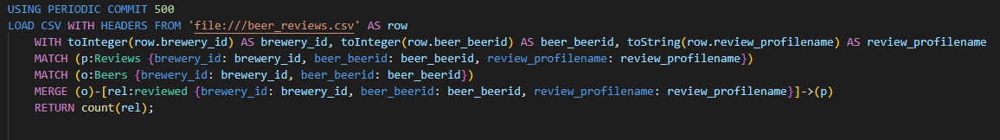 USING PERIODIC COMMIT 500
LOAD CSV WITH HEADERS FROM 'file:///beer_reviews.csv' AS row
WITH toInteger(row.brewery_id) AS brewery_id, toInteger(row.beer_beerid) AS beer_beerid, toString(row.review_profilename) AS review_profilename
MATCH (p:Reviews {brewery_id: brewery_id, beer_beerid: beer_beerid, review_profilename: review_profilename})
MATCH (o:Beers {brewery_id: brewery_id, beer_beerid: beer_beerid})
MERGE (o)-[rel:reviewed {brewery_id: brewery_id, beer_beerid: beer_beerid, review_profilename: review_profilename}]->(p)
RETURN count(rel);